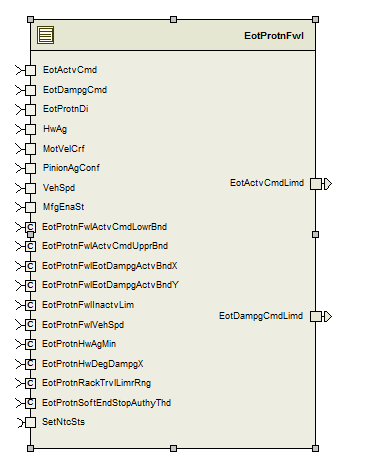 EotProtnFwl
EotActvCmd
EotDampgCmd
EotProtnDi
HwAg
MotVelCrf
PinionAgConf
VehSpd
MfgEnaSt
EotActvCmdLimd
C EotProtnFwlActvCmdLowrBnd
C EotProtnFwlActvCmdUpprBnd
C EotProtnFwlEotDampgActvBndX
C EotProtnFwlEotDampgActvBndY
C EotProtnFwlInactvLim
EotDampgCmdLimd
C EotProtnFwlVehSpd
C EotProtnHwAgMin
C EotProtnHwDegDampgX
C EotProtnRackTrvlLimrRng
C EotProtnSoftEndStopAuthyThd
SetNtcSts